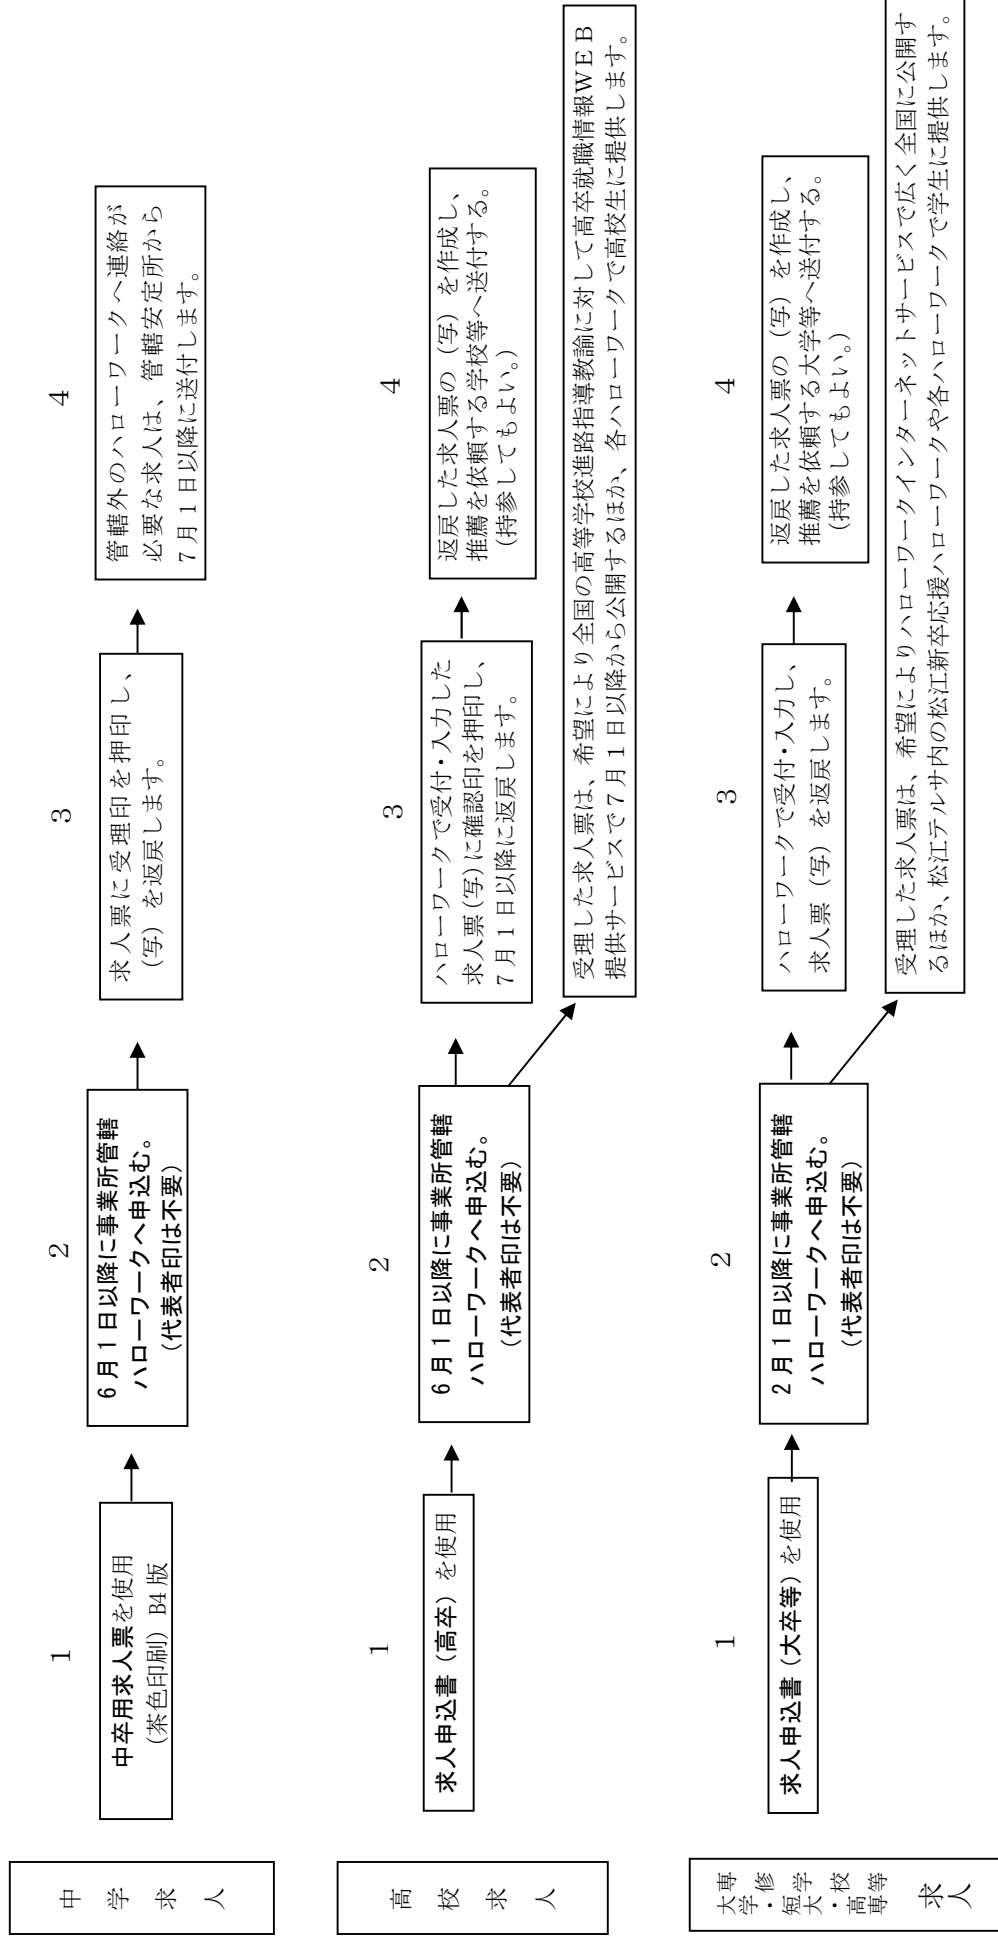 中学求人
1
中卒用求人票を使用
(茶色印刷) B4 版
2
6月1日以降に事業所管轄
ハローワークへ申込む。
(代表者印は不要)
3
求人票に受理印を押印し、
(写) を返戻します。
4
管轄外のハローワークへ連絡が
必要な求人は、管轄安定所から
7月1日以降に送付します。
高校求人
1
求人申込書（高卒）を使用
2
6月1日以降に事業所管轄
ハローワークへ申込む。
(代表者印は不要)
3
ハローワークで受付・入力した
求人票(写)に確認印を押印し、
7月1日以降に返戻します。
4
返戻した求人票の（写）を作成し、
推薦を依頼する学校等へ送付する。
(持参してもよい。)
受理した求人票は、希望により全国の高等学校進路指導教諭に対して高卒就職情報WEB
提供サービスで7月1日以降から公開するほか、各ハローワークで高校生に提供します。
大学・短大・高専
専修学校等
求人
1
求人申込書（大卒等）を使用
2
2月1日以降に事業所管轄
ハローワークへ申込む。
(代表者印は不要)
3
ハローワークで受付・入力し、
求人票（写）を返戻します。
4
返戻した求人票の（写）を作成し、
推薦を依頼する大学等へ送付する。
(持参してもよい。)
受理した求人票は、希望によりハローワークインターネットサービスで広く全国に公開す
るほか、松江テルサ内の松江新卒応援ハローワークや各ハローワークで学生に提供します。